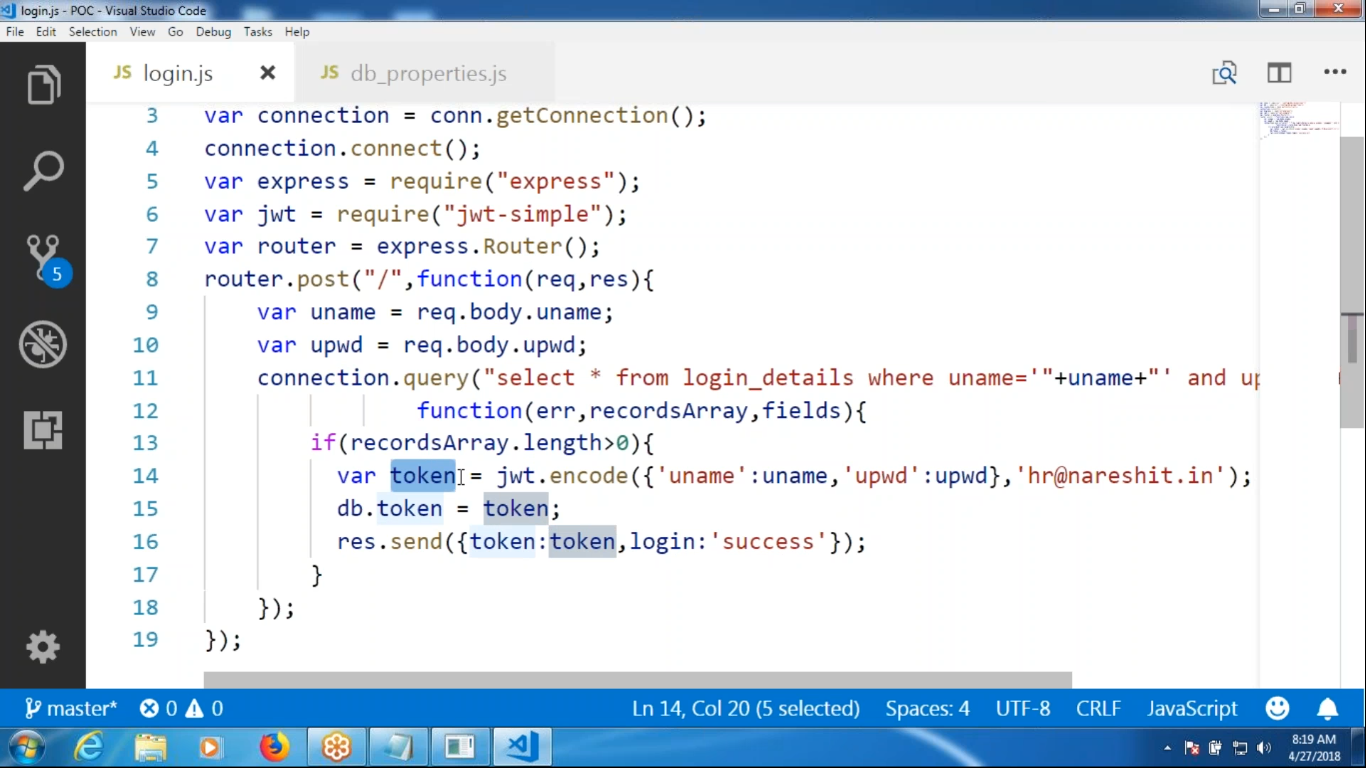 login.js - POC - Visual Studio Code
File Edit Selection View Go Debug Tasks Help
JS login.js JS db_properties.js
3 var connection = conn.getConnection();
4 connection.connect();
5 var express = require("express");
6 var jwt = require("jwt-simple");
7 var router = express.Router();
8 router.post("/",function(req,res){
9 var uname = req.body.uname;
10 var upwd = req.body.upwd;
11 connection.query("select * from login_details where uname='"+uname+"' and up
12 function(err,recordsArray,fields){
13 if(recordsArray.length>0){
14 var token = jwt.encode({'uname':uname,'upwd':upwd},'hr@nareshit.in');
15 db.token = token;
16 res.send({token:token,login:'success'});
17 }
18 });
19 });
5
master* 0 0 Ln 14, Col 20 (5 selected) Spaces: 4 UTF-8 CRLF JavaScript
8:19 AM
4/27/2018